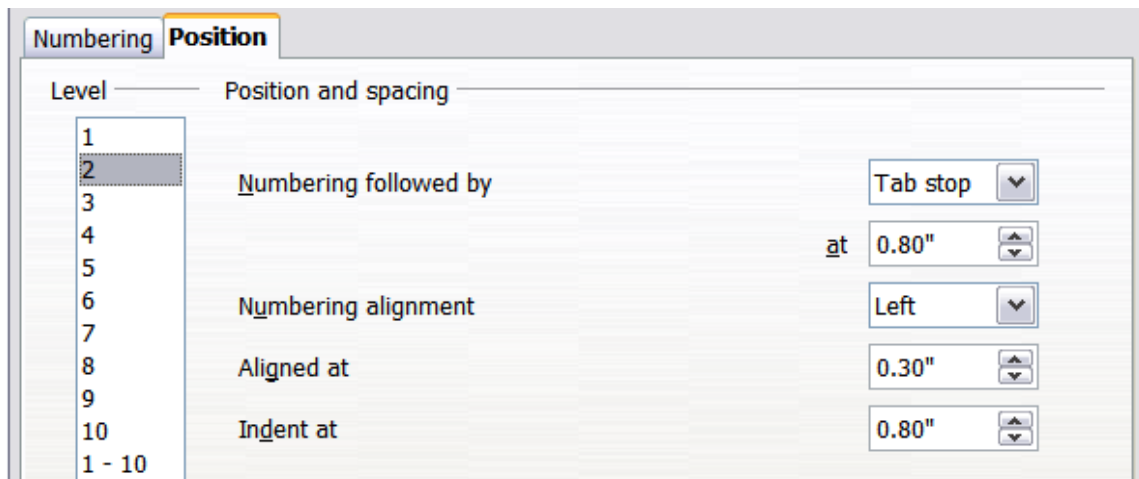 Numbering Position
Level Position and spacing
1
2
Numbering followed by Tab stop
3
4
at 0.80"
5
6
Numbering alignment Left
7
8
Aligned at 0.30"
9
10
Indent at 0.80"
1 - 10